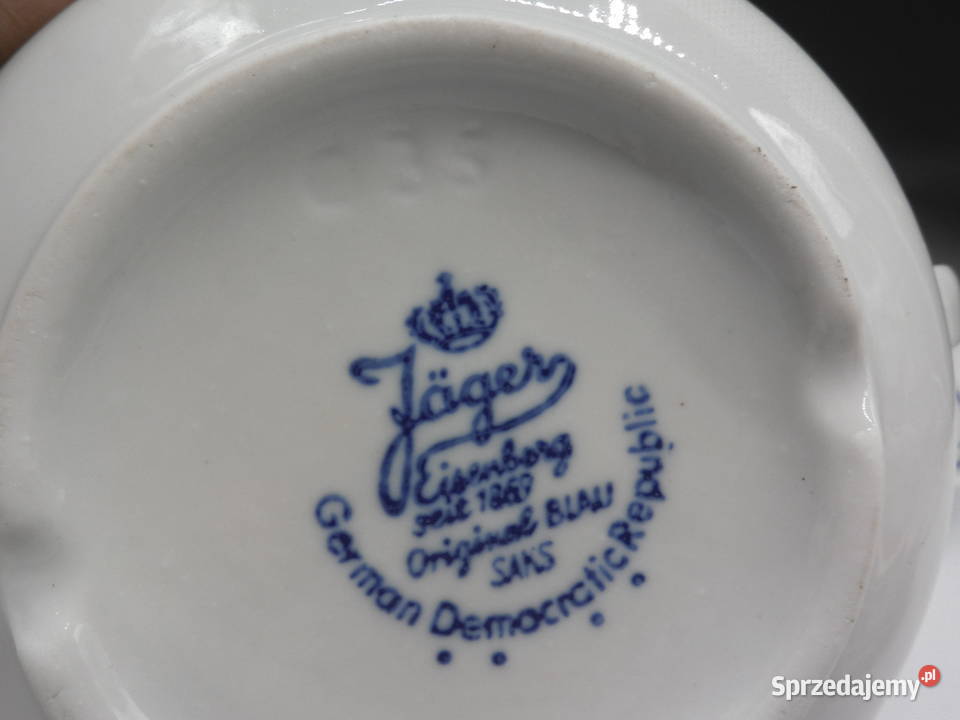 Jäger
Eisenberg
seit 1867
Original BLAU
SAKS
German Democratic Republic
Sprzedajemy.pl